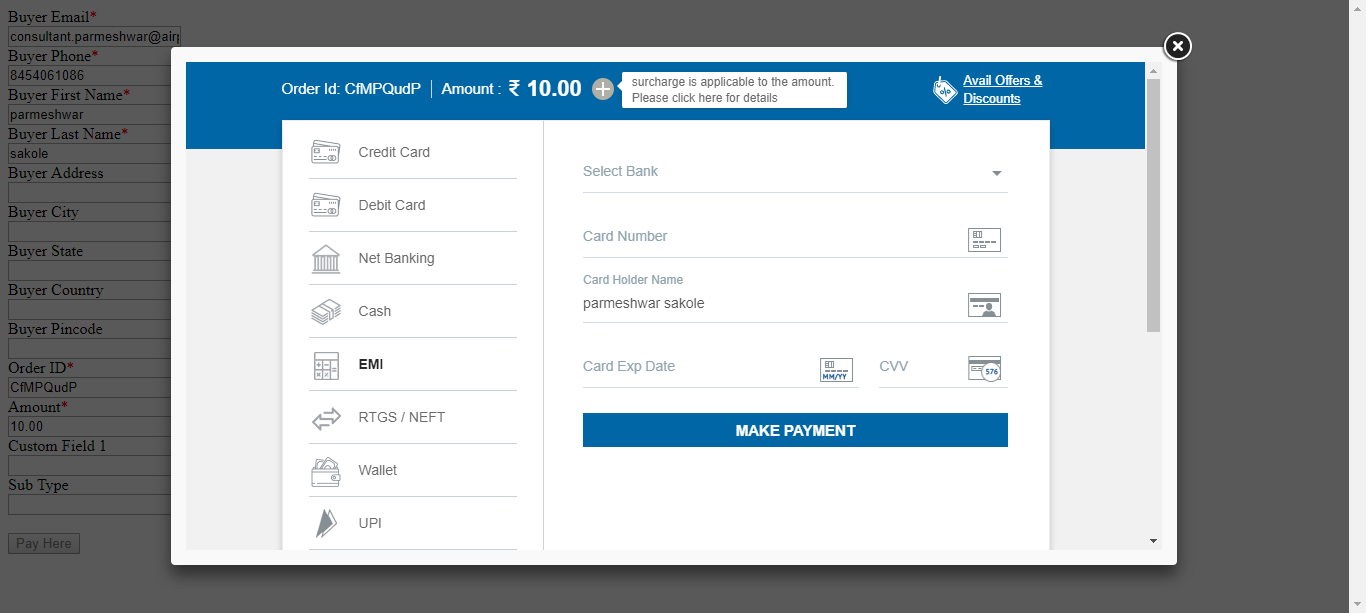 Buyer Email*
consultant.parmeshwar@air
Buyer Phone*
8454061086
Buyer First Name*
parmeshwar
Buyer Last Name*
sakole
Buyer Address
Buyer City
Buyer State
Buyer Country
Buyer Pincode
Order ID*
CfMPQudP
Amount*
10.00
Custom Field 1
Sub Type
Pay Here
Order Id: CfMPQudP
Amount : ₹ 10.00
surcharge is applicable to the amount.
Please click here for details
%
Avail Offers &
Discounts
Credit Card
Debit Card
Net Banking
Cash
EMI
RTGS / NEFT
Wallet
UPI
Select Bank
Card Number
Card Holder Name
parmeshwar sakole
Card Exp Date
MM/YY
CVV
576
MAKE PAYMENT